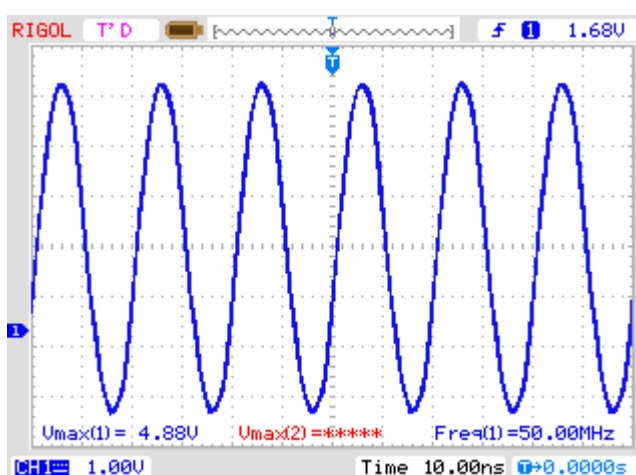 RIGOL T'D T f 1 1.68V
T
1
Vmax(1)= 4.88V Vmax(2)=***** Freq(1)=50.00MHz
CH1 1.00V Time 10.00ns T→0.0000s